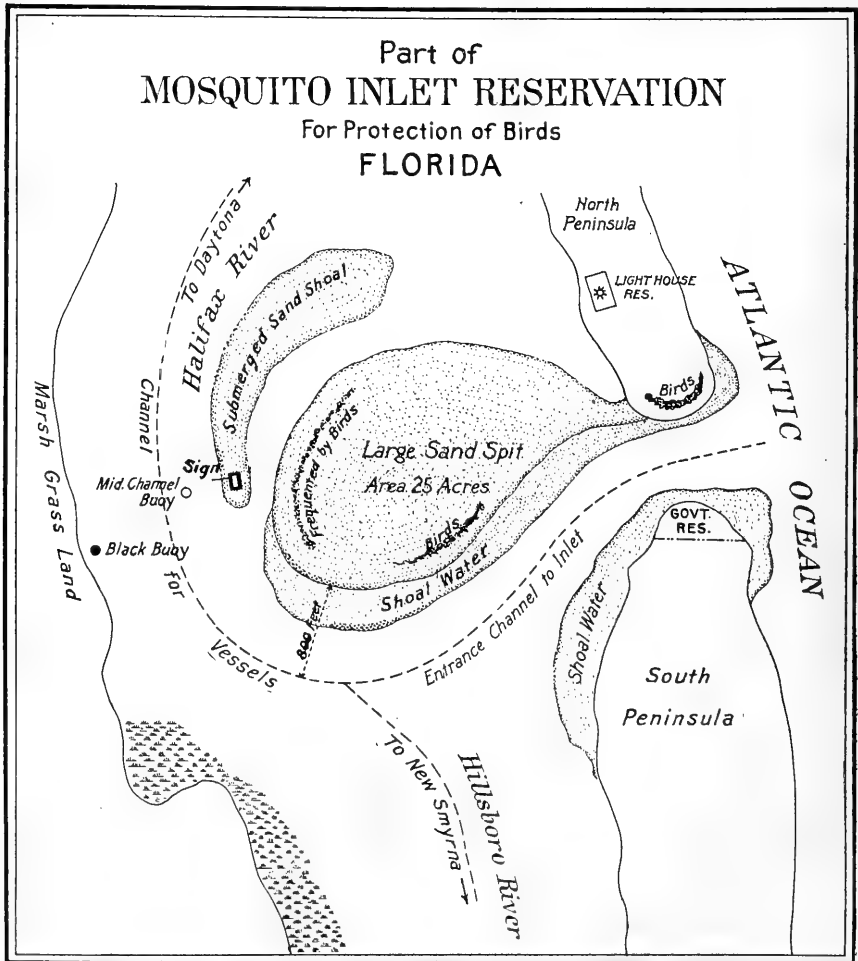 Part of
MOSQUITO INLET RESERVATION
For Protection of Birds
FLORIDA
To Daytona
Halifax River
Submerged Sand Shoal
North
Peninsula
LIGHT HOUSE
RES.
ATLANTIC OCEAN
Birds
Marsh Grass Land
Channel for Vessels
Sign
Mid. Channel
Buoy
Black Buoy
Frequented by Birds
Large Sand Spit
Area 25 Acres
Birds
Shoal Water
800 Feet
Entrance Channel to Inlet
GOVT.
RES.
Shoal Water
South
Peninsula
To New Smyrna
Hillsboro River